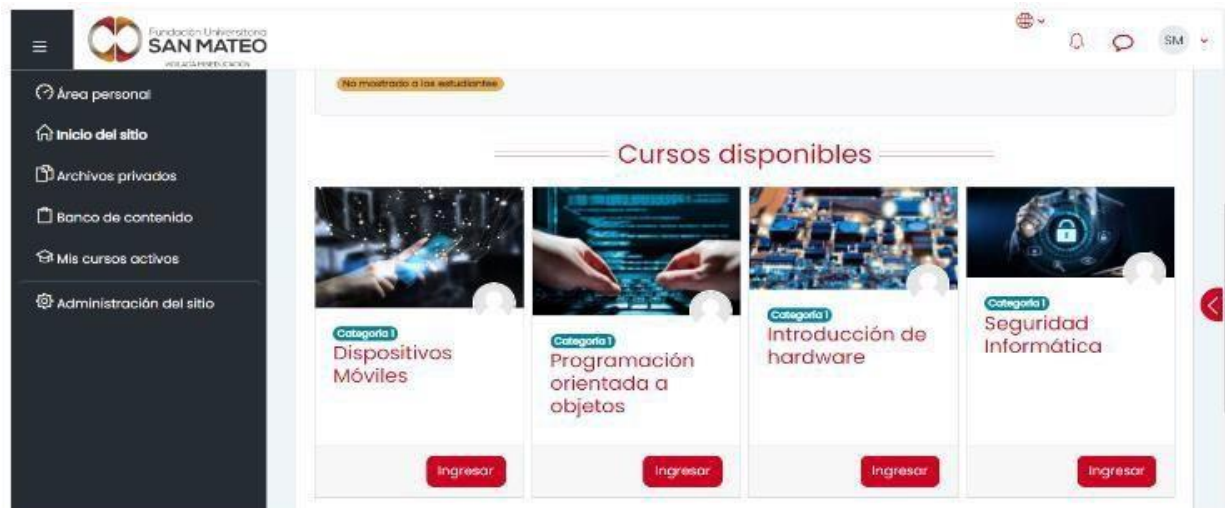 Fundación Universitaria
SAN MATEO
SM
Área personal
Inicio del sitio
Archivos privados
Banco de contenido
Mis cursos activos
Administración del sitio
No mostrado a los estudiantes
Cursos disponibles
Categoría 1
Dispositivos
Móviles
Ingresar
Categoría 1
Programación
orientada a
objetos
Ingresar
Categoría 1
Introducción de
hardware
Ingresar
Categoría 1
Seguridad
Informática
Ingresar